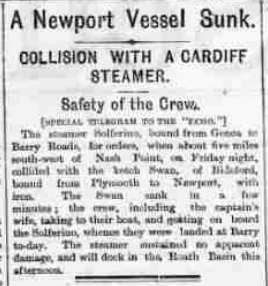 A Newport Vessel Sunk.
COLLISION WITH A CARDIFF
STEAMER.
Safety of the Crew.
[SPECIAL TELEGRAM TO THE "ECHO."]
The steamer Solferino, bound from Genoa to
Barry Roads, for orders, when about five miles
south-west of Nash Point, on Friday night,
collided with the ketch Swan, of Bideford,
bound from Plymouth to Newport, with
iron. The Swan sank in a few
minutes; the crew, including the captain's
wife, taking to their boat, and getting on board
the Solferino, whence they were landed at Barry
to-day. The steamer sustained no apparent
damage, and will dock in the Roath Basin this
afternoon.